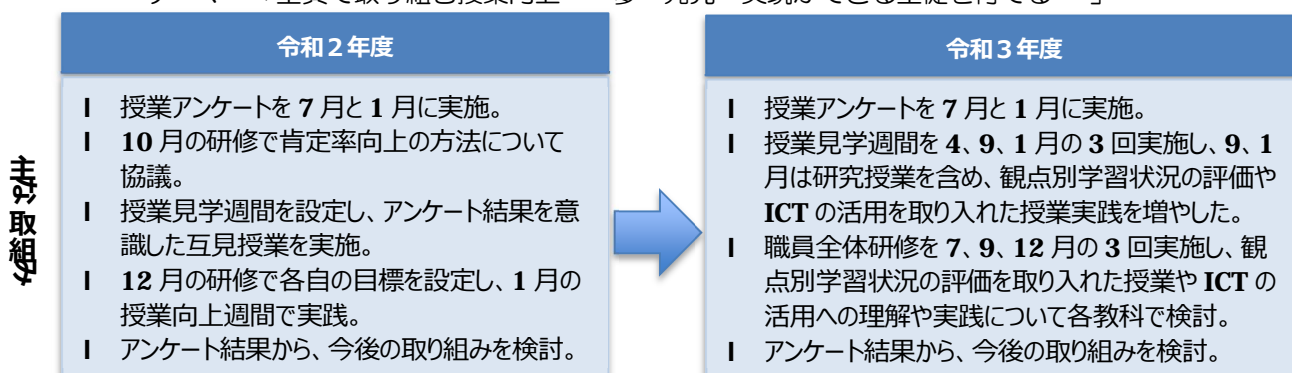 令和２年度
l 授業アンケートを 7 月と 1 月に実施。
l 10 月の研修で肯定率向上の方法について
協議。
l 授業見学週間を設定し、アンケート結果を意
識した互見授業を実施。
l 12 月の研修で各自の目標を設定し、1 月の
授業向上週間で実践。
l アンケート結果から、今後の取り組みを検討。
令和３年度
l 授業アンケートを 7 月と 1 月に実施。
l 授業見学週間を 4、9、1 月の 3 回実施し、9、1
月は研究授業を含め、観点別学習状況の評価や
ICT の活用を取り入れた授業実践を増やした。
l 職員全体研修を 7、9、12 月の 3 回実施し、観
点別学習状況の評価を取り入れた授業や ICT の
活用への理解や実践について各教科で検討。
l アンケート結果から、今後の取り組みを検討。
主な取組み